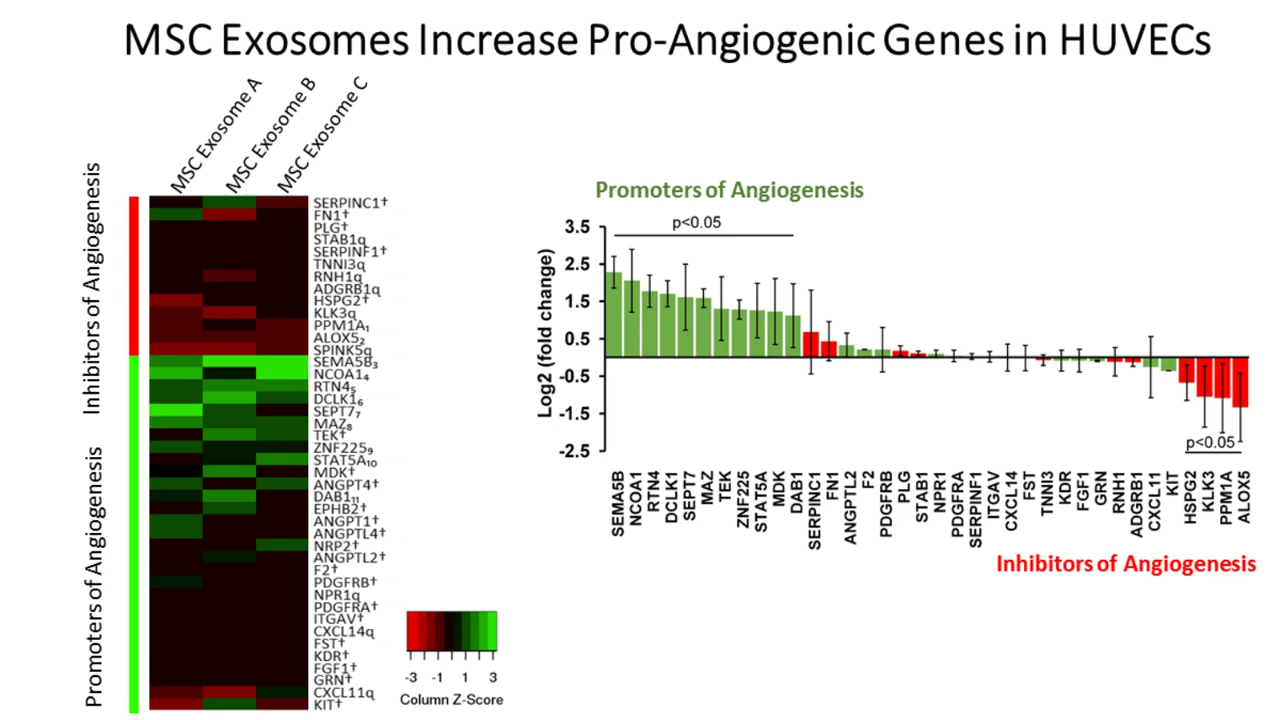 MSC Exosomes Increase Pro-Angiogenic Genes in HUVECs
MSC Exosome A
MSC Exosome B
MSC Exosome C
Inhibitors of Angiogenesis
Promoters of Angiogenesis
SERPINC1†
FN1†
PLG†
STAB1q
SERPINF1†
TNNI3q
RNH1q
ADGRB1q
HSPG2†
KLK3q
PPM1A₁
ALOX5₂
SPINK5q
SEMA5B₃
NCOA1₄
RTN4₅
DCLK1₆
SEPT7₇
MAZ₈
TEK†
ZNF225₉
STAT5A₁₀
MDK†
ANGPT4†
DAB1₁₁
EPHB2†
ANGPT1†
ANGPTL4†
NRP2†
ANGPTL2†
F2†
PDGFRB†
NPR1q
PDGFRA†
ITGAV†
CXCL14q
FST†
KDR†
FGF1†
GRN†
CXCL11q
KIT†
-3 -1 1 3
Column Z-Score
Promoters of Angiogenesis
p<0.05
Log2 (fold change)
3.5
2.5
1.5
0.5
-0.5
-1.5
-2.5
p<0.05
SEMA5B
NCOA1
RTN4
DCLK1
SEPT7
MAZ
TEK
ZNF225
STAT5A
MDK
DAB1
SERPINC1
FN1
ANGPTL2
F2
PDGFRB
PLG
STAB1
NPR1
PDGFRA
SERPINF1
ITGAV
CXCL14
FST
TNNI3
KDR
FGF1
GRN
RNH1
ADGRB1
CXCL11
KIT
HSPG2
KLK3
PPM1A
ALOX5
Inhibitors of Angiogenesis